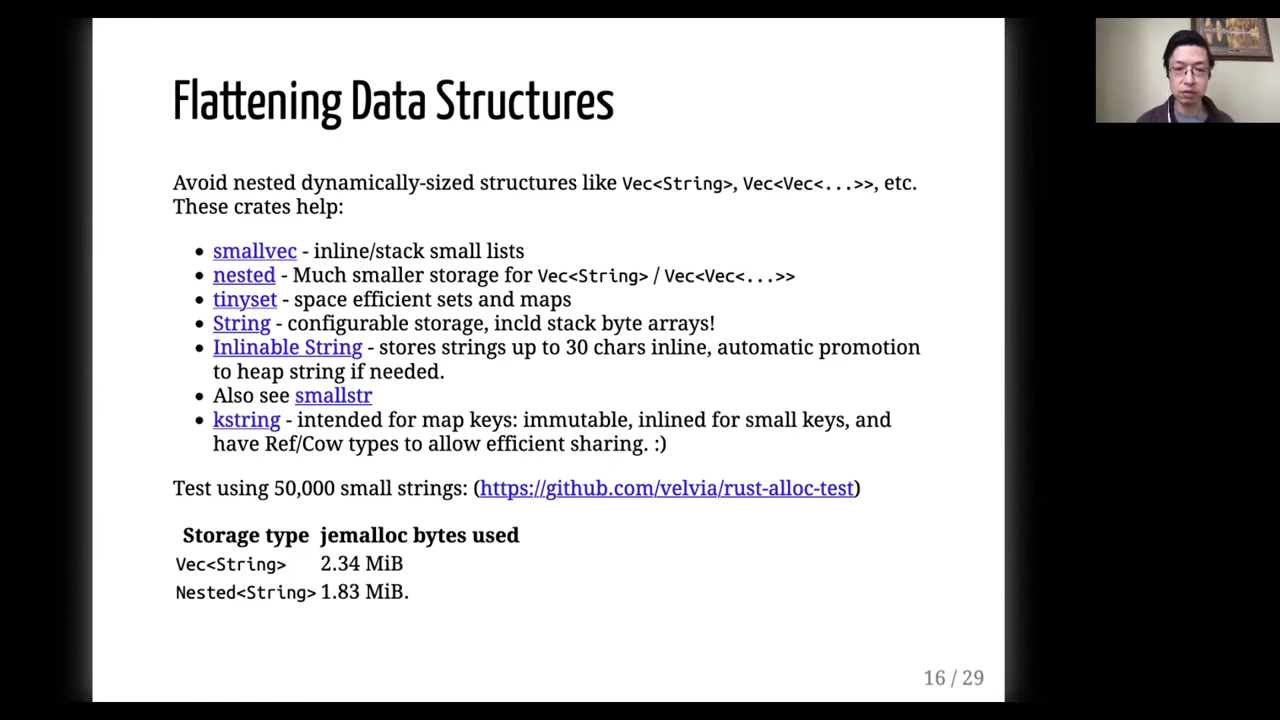 Flattening Data Structures
Avoid nested dynamically-sized structures like Vec<String>, Vec<Vec<...>>, etc.
These crates help:
• smallvec - inline/stack small lists
• nested - Much smaller storage for Vec<String> / Vec<Vec<...>>
• tinyset - space efficient sets and maps
• String - configurable storage, incld stack byte arrays!
• Inlinable String - stores strings up to 30 chars inline, automatic promotion
to heap string if needed.
• Also see smallstr
• kstring - intended for map keys: immutable, inlined for small keys, and
have Ref/Cow types to allow efficient sharing. :)
Test using 50,000 small strings: (https://github.com/velvia/rust-alloc-test)
Storage type jemalloc bytes used
Vec<String> 2.34 MiB
Nested<String> 1.83 MiB.
16 / 29